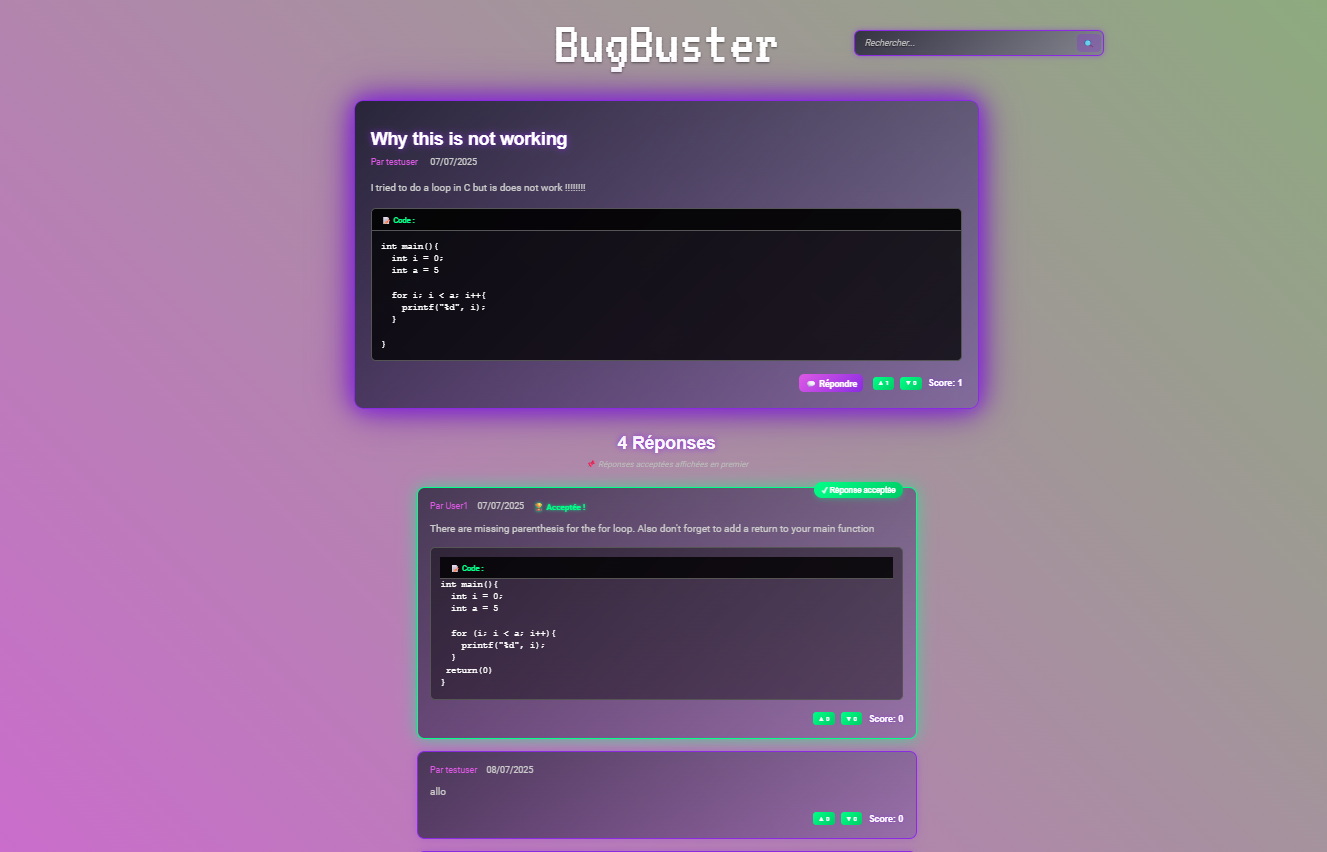 BugBuster
Rechercher...
Why this is not working
Par testuser 07/07/2025
I tried to do a loop in C but is does not work !!!!!!!!
Code :
int main(){
  int i = 0;
  int a = 5

  for i; i < a; i++{
    printf("%d", i);
  }

}
Répondre ▲ 1 ▼ 0 Score: 1
4 Réponses
Réponses acceptées affichées en premier
✓ Réponse acceptée
Par User1 07/07/2025 Acceptée !
There are missing parenthesis for the for loop. Also don't forget to add a return to your main function
Code :
int main(){
  int i = 0;
  int a = 5

  for (i; i < a; i++){
    printf("%d", i);
  }
 return(0)
}
▲ 0 ▼ 0 Score: 0
Par testuser 08/07/2025
allo
▲ 0 ▼ 0 Score: 0